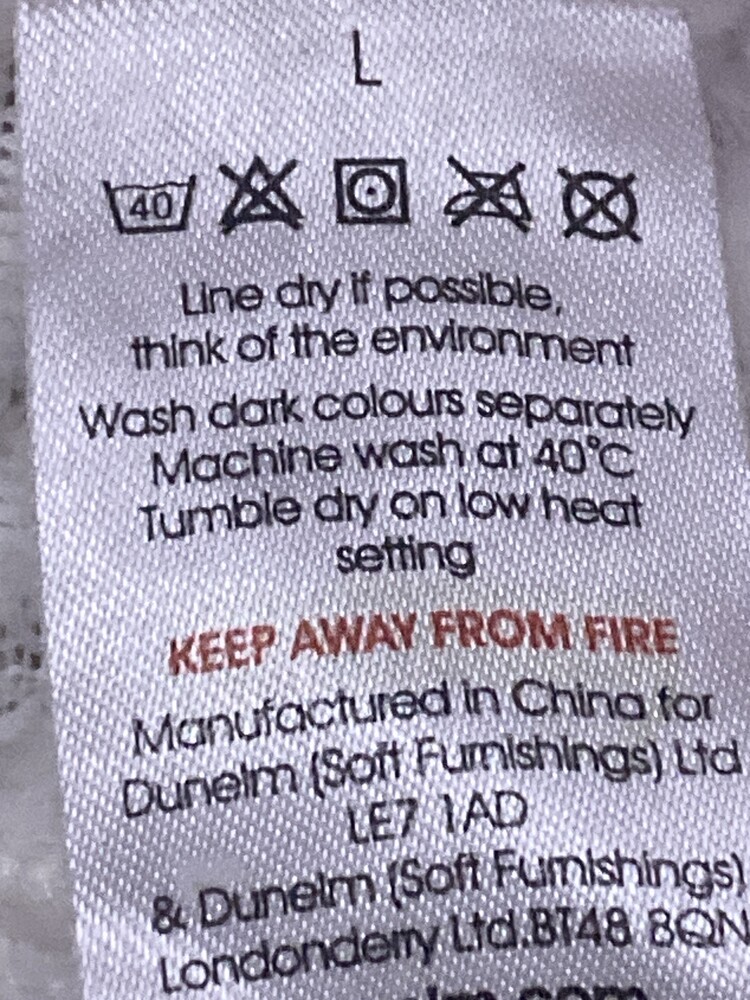 L
40
Line dry if possible,
think of the environment
Wash dark colours separately
Machine wash at 40°C
Tumble dry on low heat
setting
KEEP AWAY FROM FIRE
Manufactured in China for
Dunelm (Soft Furnishings) Ltd
LE7 1AD
& Dunelm (Soft Furnishings)
Londonderry Ltd.BT48 8QN